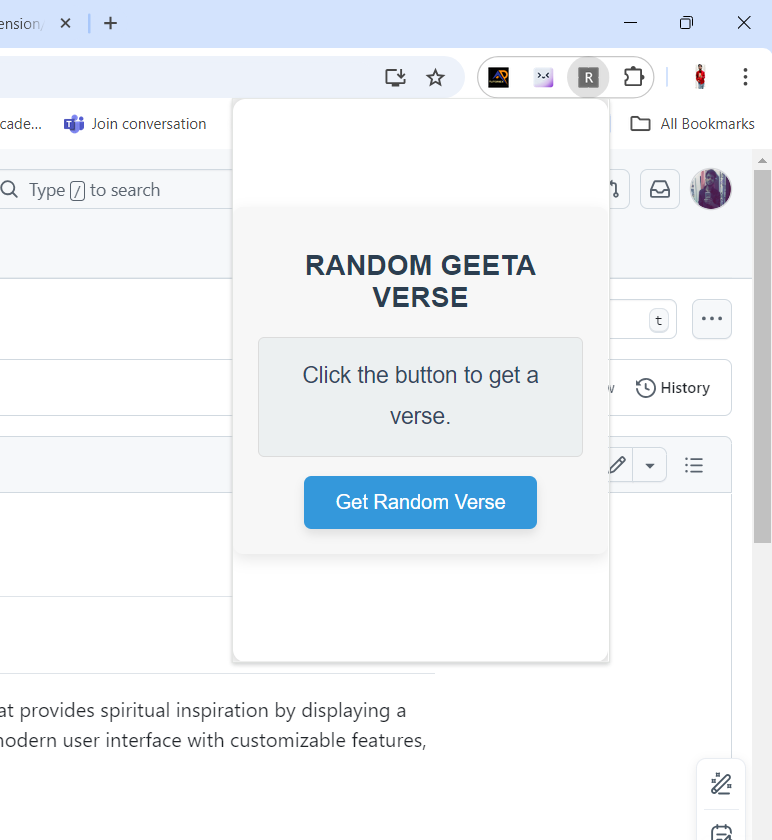 ension/
R
cade...
Join conversation
All Bookmarks
Type / to search
RANDOM GEETA
VERSE
t
Click the button to get a
verse.
History
Get Random Verse
at provides spiritual inspiration by displaying a
modern user interface with customizable features,